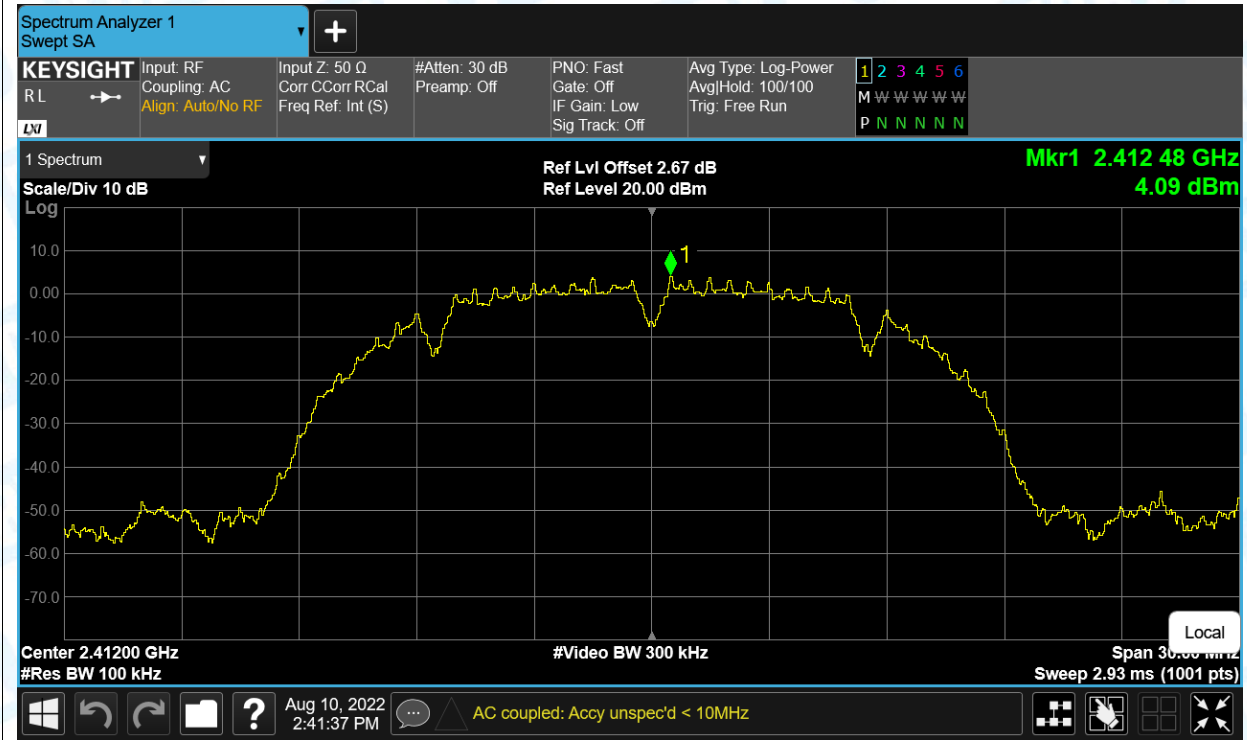 Spectrum Analyzer 1
Swept SA
+
KEYSIGHT
R L
LXI
Input: RF
Coupling: AC
Align: Auto/No RF
Input Z: 50 Ω
Corr CCorr RCal
Freq Ref: Int (S)
#Atten: 30 dB
Preamp: Off
PNO: Fast
Gate: Off
IF Gain: Low
Sig Track: Off
Avg Type: Log-Power
Avg|Hold: 100/100
Trig: Free Run
1 2 3 4 5 6
M W W W W W
P N N N N N
1 Spectrum
Scale/Div 10 dB
Log
Ref Lvl Offset 2.67 dB
Ref Level 20.00 dBm
Mkr1 2.412 48 GHz
4.09 dBm
1
10.0
0.00
-10.0
-20.0
-30.0
-40.0
-50.0
-60.0
-70.0
Local
Center 2.41200 GHz
#Video BW 300 kHz
Span 30.00 MHz
#Res BW 100 kHz
Sweep 2.93 ms (1001 pts)
?
Aug 10, 2022
2:41:37 PM
AC coupled: Accy unspec'd < 10MHz